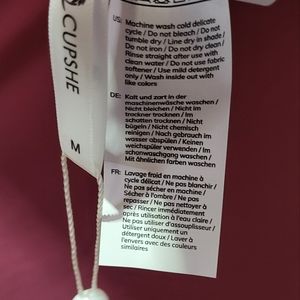 CUPSHE
M
US: Machine wash cold delicate
cycle / Do not bleach / Do not
tumble dry / Line dry in shade /
Do not iron / Do not dry clean /
Rinse straight after use with
clean water / Do not use fabric
softener / Use mild detergent
only / Wash inside out with
like colors
DE: Kalt und zart in der
maschinenwäsche waschen /
Nicht bleichen / Nicht im
trockner trocknen / Im
schatten trocknen / Nicht
bügeln / Nicht chemisch
reinigen / Nach gebrauch im
wasser abspülen / Keinen
weichspüler verwenden /
Im schonwaschgang waschen /
Mit ähnlichen farben waschen
FR: Lavage froid en machine à
cycle délicat / Ne pas blanchir /
Ne pas sécher en machine /
Sécher à l'ombre / Ne pas
repasser / Ne pas nettoyer à
sec / Rincer immédiatement
après utilisation à l'eau claire /
Ne pas utiliser d'assouplisseur /
Utiliser uniquement un
détergent doux / Laver à l'envers
avec des couleurs
similaires